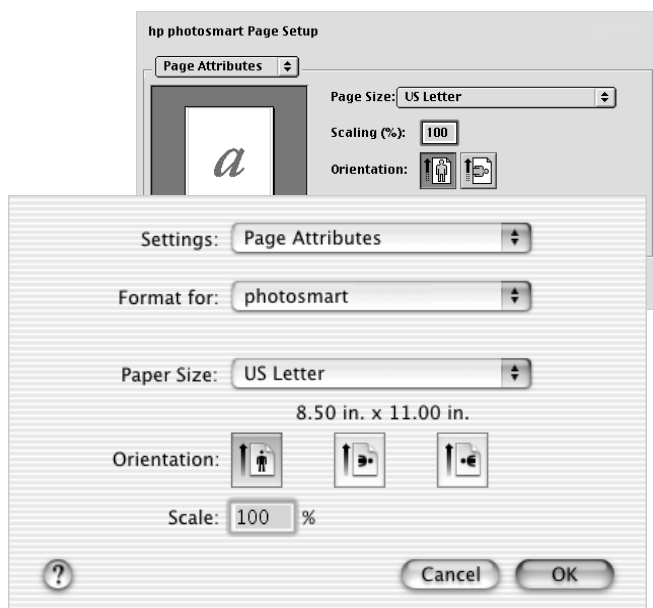 hp photosmart Page Setup
Page Attributes
Page Size: US Letter
Scaling (%): 100
a
Orientation:
Settings: Page Attributes
Format for: photosmart
Paper Size: US Letter
8.50 in. x 11.00 in.
Orientation:
Scale: 100 %
? Cancel OK